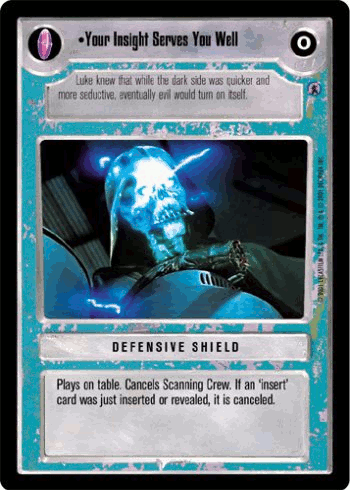 •Your Insight Serves You Well
Luke knew that while the dark side was quicker and
more seductive, eventually evil would turn on itself.
DEFENSIVE SHIELD
Plays on table. Cancels Scanning Crew. If an 'insert'
card was just inserted or revealed, it is canceled.